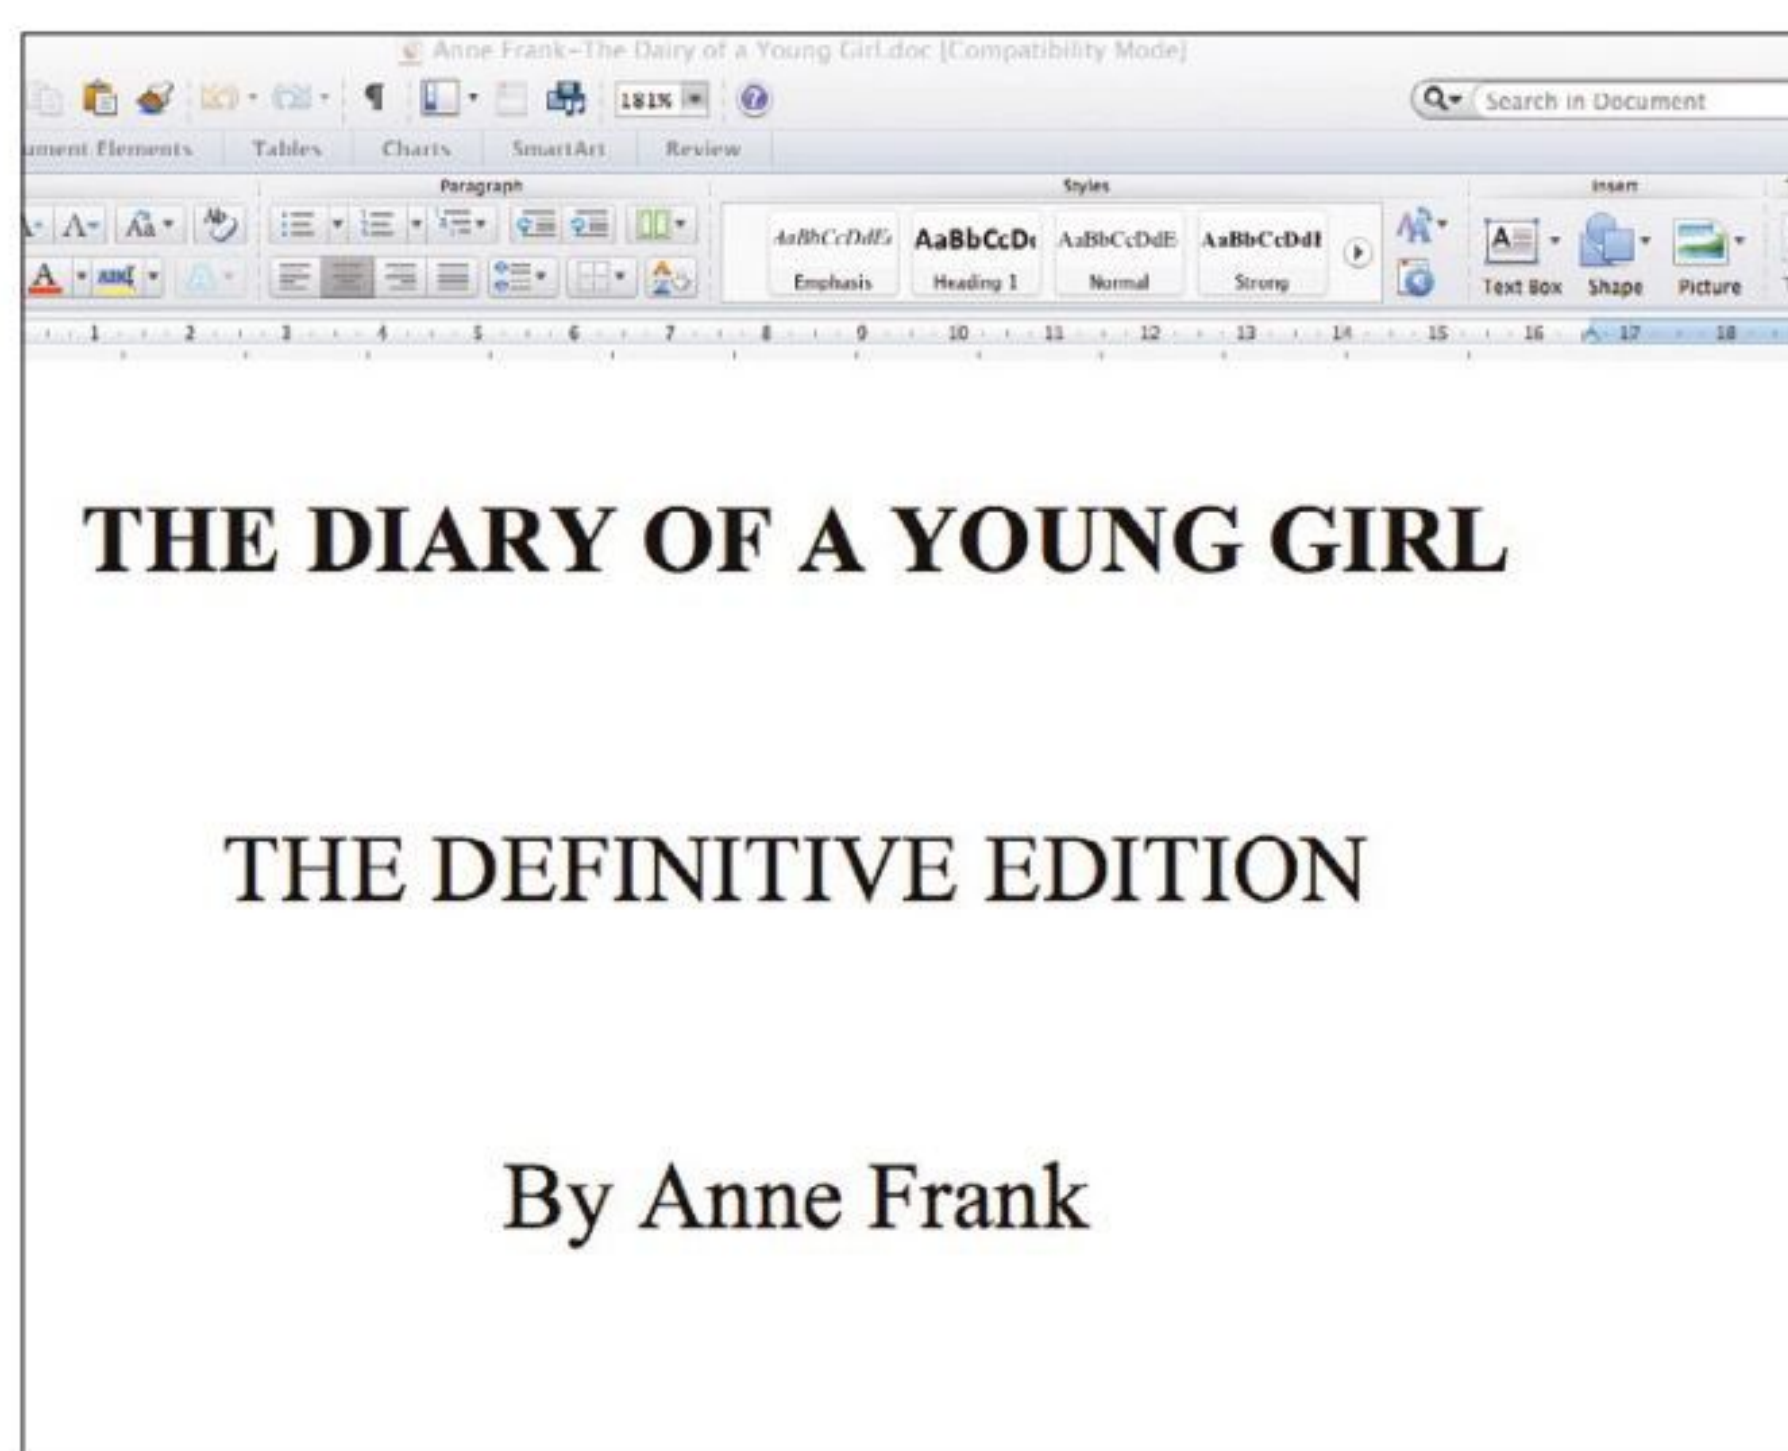 Anne Frank-The Dairy of a Young Girl.doc [Compatibility Mode]
181% Search in Document
ument Elements Tables Charts SmartArt Review
Paragraph Styles Insert
AaBbCcDdEe AaBbCcDe AaBbCcDdE AaBbCcDdE
Emphasis Heading 1 Normal Strong Text Box Shape Picture
1 2 3 4 5 6 7 8 9 10 11 12 13 14 15 16 17 18
THE DIARY OF A YOUNG GIRL
THE DEFINITIVE EDITION
By Anne Frank